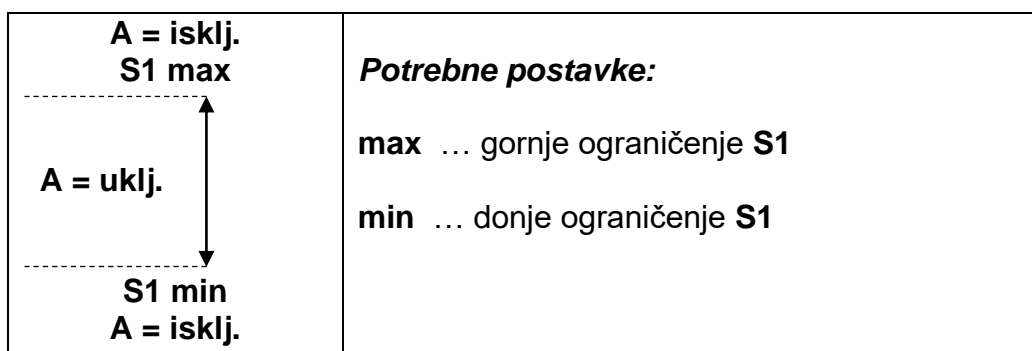 A = isklj.
S1 max
A = uklj.
S1 min
A = isklj.
Potrebne postavke:
max … gornje ograničenje S1
min … donje ograničenje S1